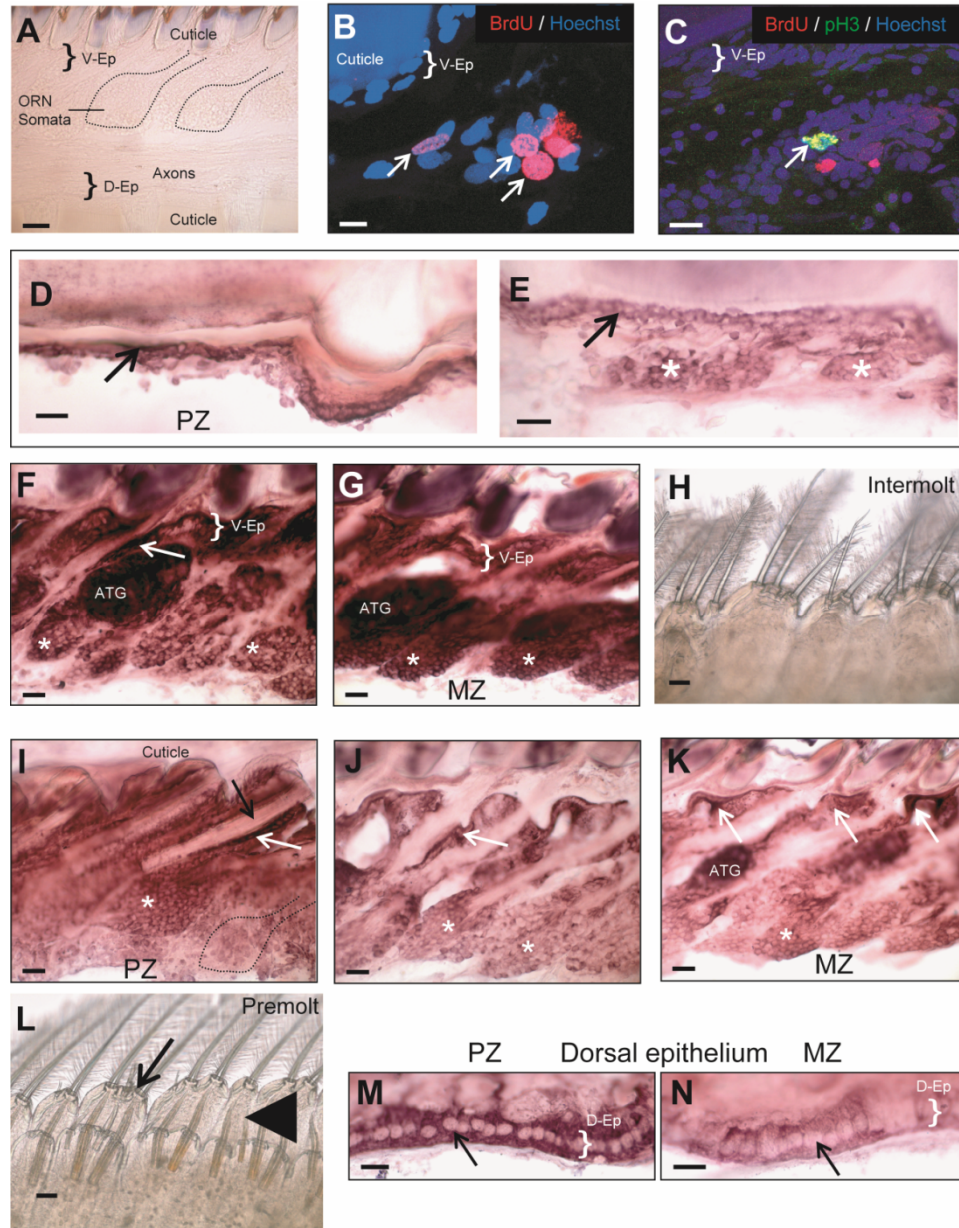 A
Cuticle
V-Ep
ORN
Somata
Axons
D-Ep
Cuticle
B
BrdU / Hoechst
Cuticle
V-Ep
C
BrdU / pH3 / Hoechst
V-Ep
D
PZ
E
*
*
F
V-Ep
ATG
*
*
G
V-Ep
ATG
*
*
MZ
H
Intermolt
I
Cuticle
*
PZ
J
*
*
K
ATG
*
MZ
L
Premolt
PZ Dorsal epithelium MZ
M
D-Ep
N
D-Ep